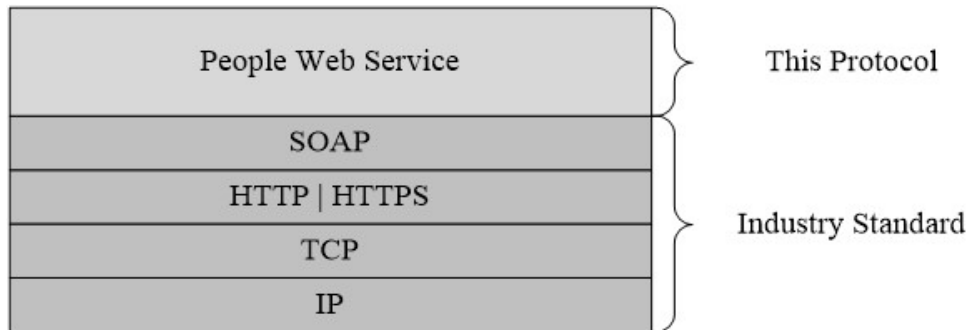 People Web Service
This Protocol
SOAP
HTTP | HTTPS
TCP
IP
Industry Standard